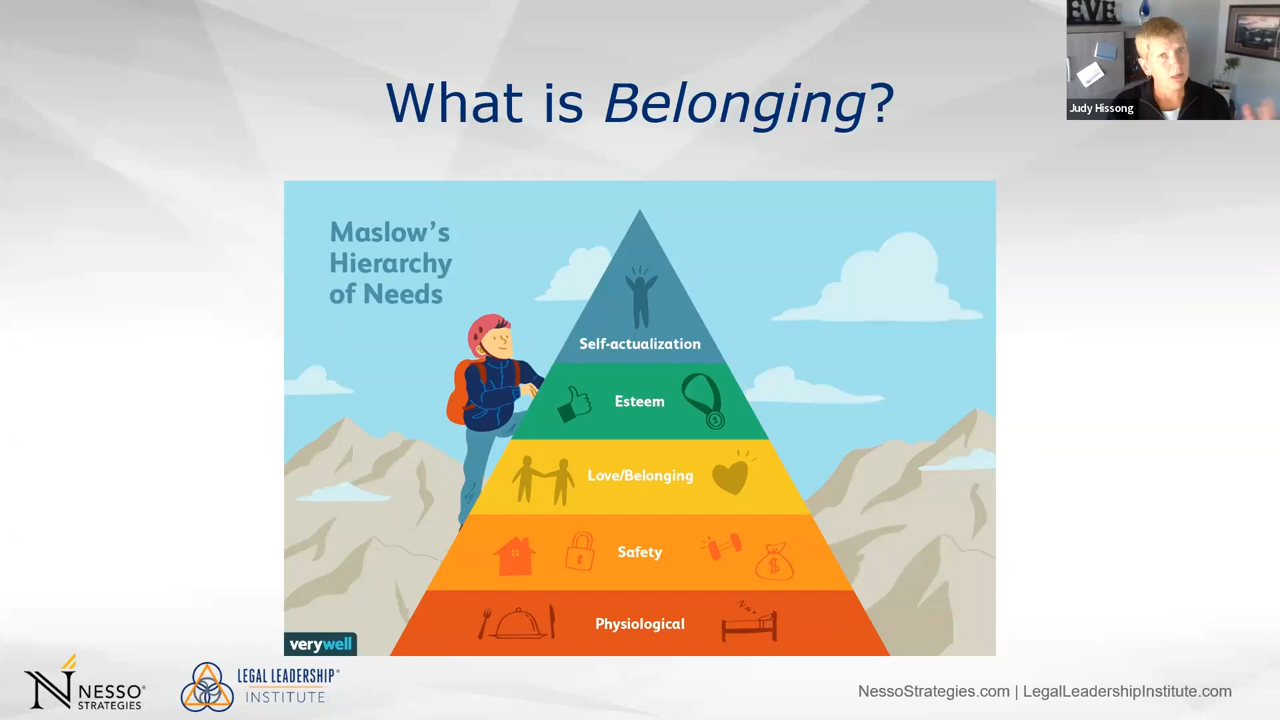 EVE
Judy Hissong
What is Belonging?
Maslow's
Hierarchy
of Needs
Self-actualization
Esteem
Love/Belonging
Safety
$
Physiological
verywell
N NESSO®
STRATEGIES
LEGAL LEADERSHIP®
INSTITUTE
NessoStrategies.com | LegalLeadershipInstitute.com